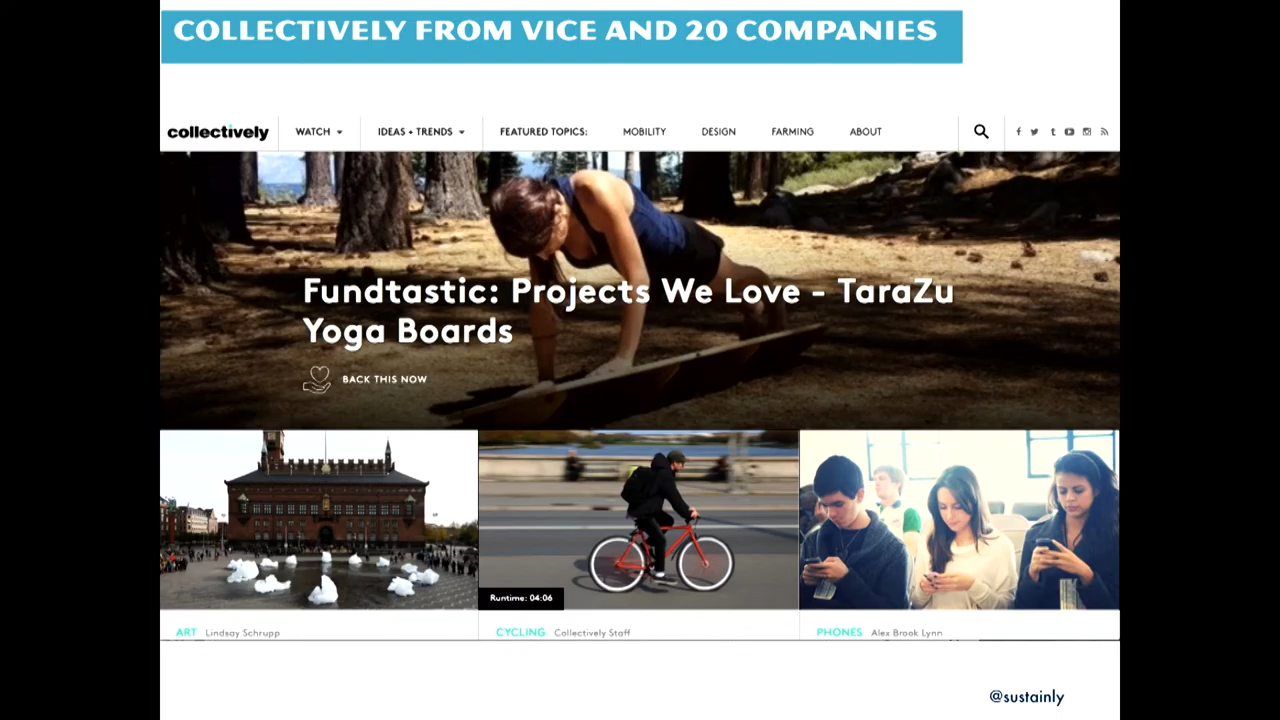 COLLECTIVELY FROM VICE AND 20 COMPANIES
collectively WATCH IDEAS + TRENDS FEATURED TOPICS: MOBILITY DESIGN FARMING ABOUT
Fundtastic: Projects We Love - TaraZu
Yoga Boards
BACK THIS NOW
Runtime: 04:06
ART Lindsay Schrupp
CYCLING Collectively Staff
PHONES Alex Brook Lynn
@sustainly